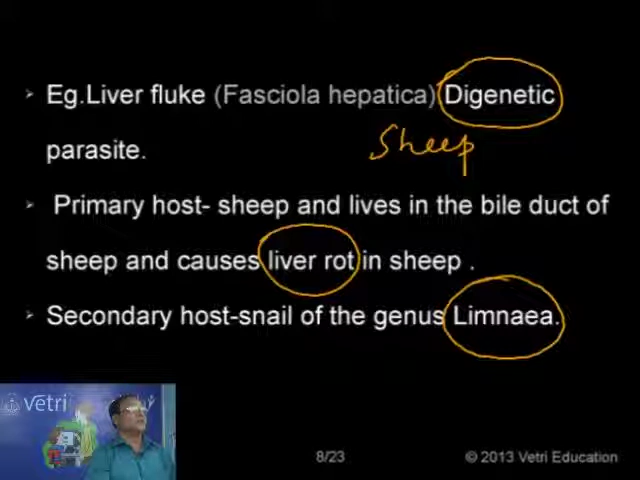 Eg.Liver fluke (Fasciola hepatica) Digenetic
Sheep
parasite.
Primary host- sheep and lives in the bile duct of
sheep and causes liver rot in sheep .
Secondary host-snail of the genus Limnaea.
vetri
8/23
© 2013 Vetri Education